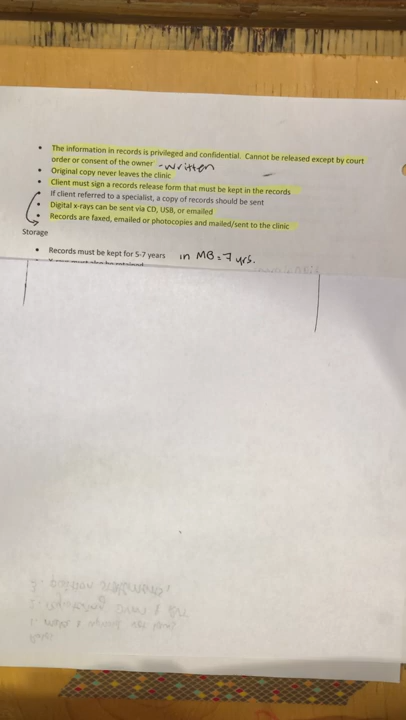 • The information in records is privileged and confidential. Cannot be released except by court
order or consent of the owner - written
• Original copy never leaves the clinic
• Client must sign a records release form that must be kept in the records
• If client referred to a specialist, a copy of records should be sent
• Digital x-rays can be sent via CD, USB, or emailed
• Records are faxed, emailed or photocopies and mailed/sent to the clinic
Storage
• Records must be kept for 5-7 years in MB = 7 yrs.